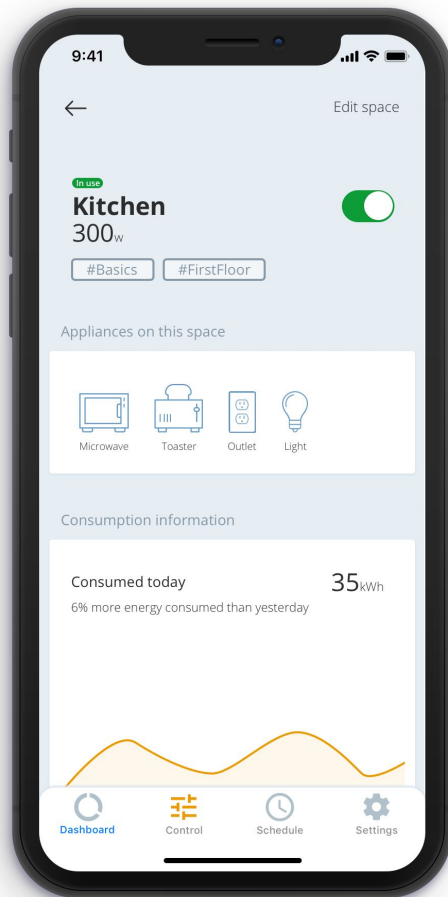 9:41
Edit space
In use
Kitchen
300w
#Basics #FirstFloor
Appliances on this space
Microwave Toaster Outlet Light
Consumption information
Consumed today 35kWh
6% more energy consumed than yesterday
Dashboard Control Schedule Settings